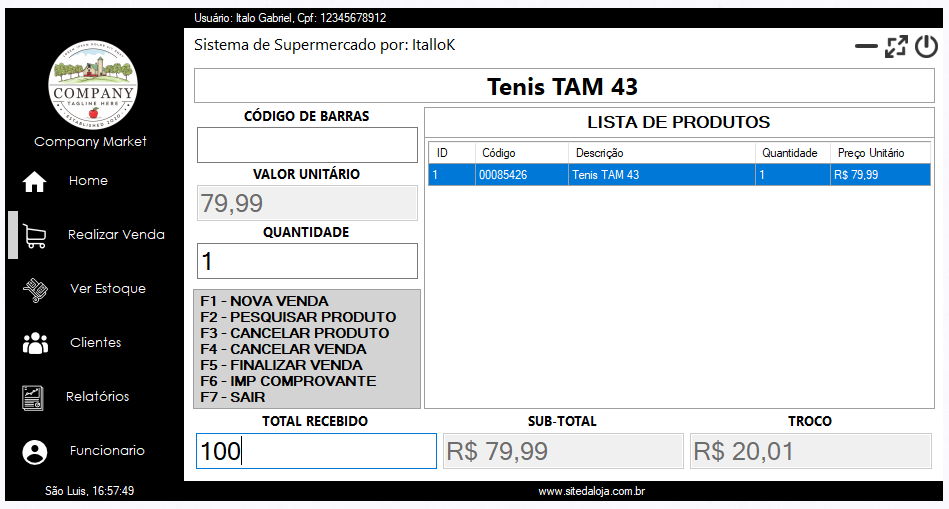 Usuário: Italo Gabriel, Cpf: 12345678912
Sistema de Supermercado por: ItalloK
COMPANY
TAGLINE HERE
ESTABLISHED 2020
Company Market
Home
Realizar Venda
Ver Estoque
Clientes
Relatórios
Funcionario
São Luis, 16:57:49
Tenis TAM 43
CÓDIGO DE BARRAS
VALOR UNITÁRIO
79,99
QUANTIDADE
1
F1 - NOVA VENDA
F2 - PESQUISAR PRODUTO
F3 - CANCELAR PRODUTO
F4 - CANCELAR VENDA
F5 - FINALIZAR VENDA
F6 - IMP COMPROVANTE
F7 - SAIR
LISTA DE PRODUTOS
ID Código Descrição Quantidade Preço Unitário
1 00085426 Tenis TAM 43 1 R$ 79,99
TOTAL RECEBIDO SUB-TOTAL TROCO
100 R$ 79,99 R$ 20,01
www.sitedaloja.com.br